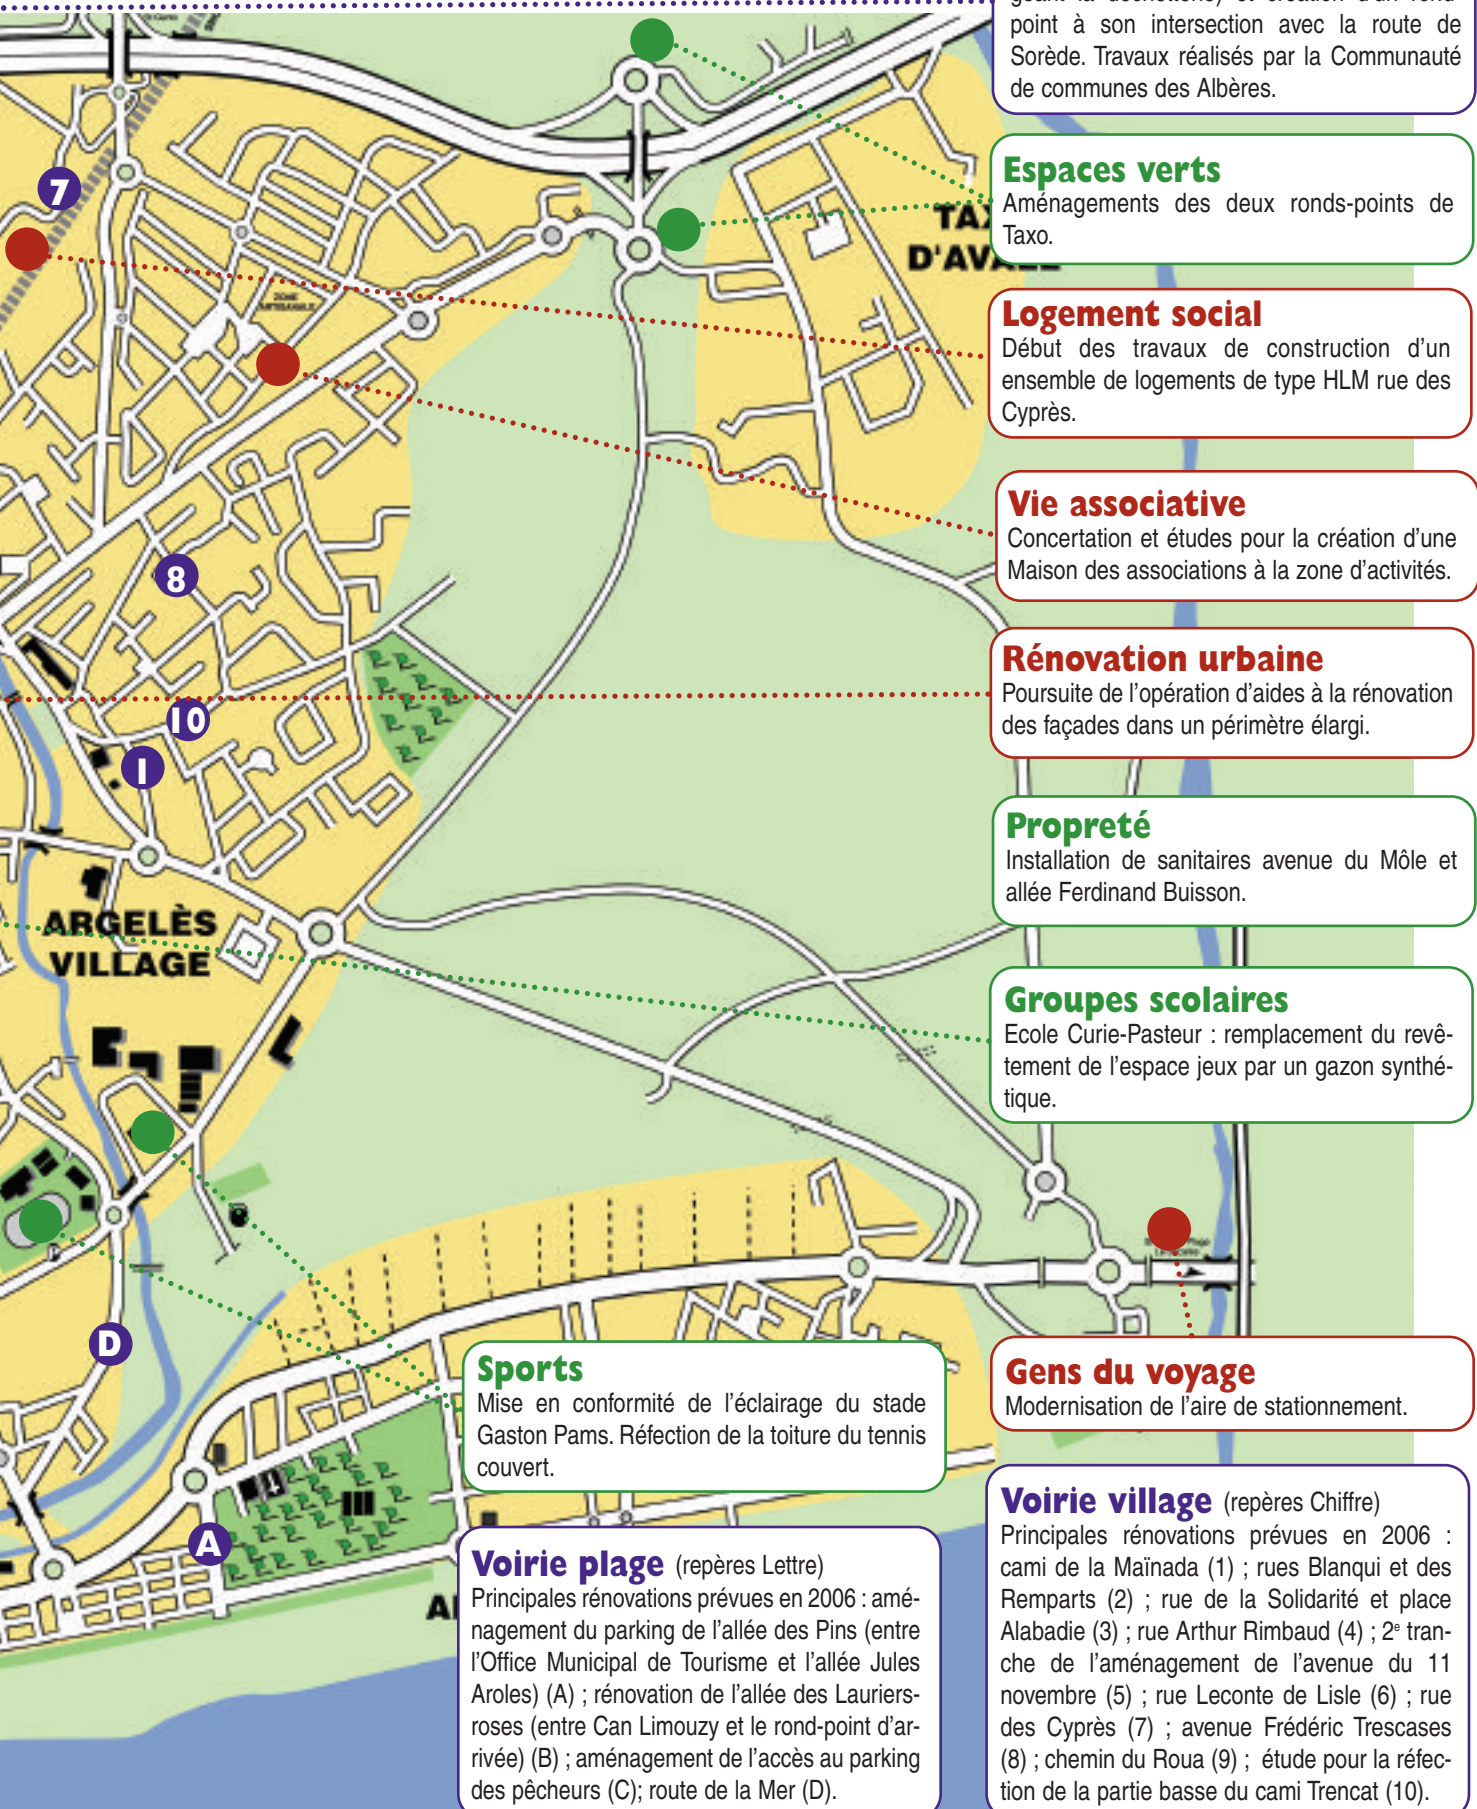 point à son intersection avec la route de
Sorède. Travaux réalisés par la Communauté
de communes des Albères.
Espaces verts
Aménagements des deux ronds-points de
Taxo.
Logement social
Début des travaux de construction d'un
ensemble de logements de type HLM rue des
Cyprès.
Vie associative
Concertation et études pour la création d'une
Maison des associations à la zone d'activités.
Rénovation urbaine
Poursuite de l'opération d'aides à la rénovation
des façades dans un périmètre élargi.
Propreté
Installation de sanitaires avenue du Môle et
allée Ferdinand Buisson.
Groupes scolaires
Ecole Curie-Pasteur : remplacement du revê-
tement de l'espace jeux par un gazon synthé-
tique.
Gens du voyage
Modernisation de l'aire de stationnement.
Sports
Mise en conformité de l'éclairage du stade
Gaston Pams. Réfection de la toiture du tennis
couvert.
Voirie plage (repères Lettre)
Principales rénovations prévues en 2006 : amé-
nagement du parking de l'allée des Pins (entre
l'Office Municipal de Tourisme et l'allée Jules
Aroles) (A) ; rénovation de l'allée des Lauriers-
roses (entre Can Limouzy et le rond-point d'ar-
rivée) (B) ; aménagement de l'accès au parking
des pêcheurs (C); route de la Mer (D).
Voirie village (repères Chiffre)
Principales rénovations prévues en 2006 :
cami de la Maïnada (1) ; rues Blanqui et des
Remparts (2) ; rue de la Solidarité et place
Alabadie (3) ; rue Arthur Rimbaud (4) ; 2e tran-
che de l'aménagement de l'avenue du 11
novembre (5) ; rue Leconte de Lisle (6) ; rue
des Cyprès (7) ; avenue Frédéric Trescases
(8) ; chemin du Roua (9) ; étude pour la réfec-
tion de la partie basse du cami Trencat (10).
7
8
10
1
ARGELÈS
VILLAGE
D
A